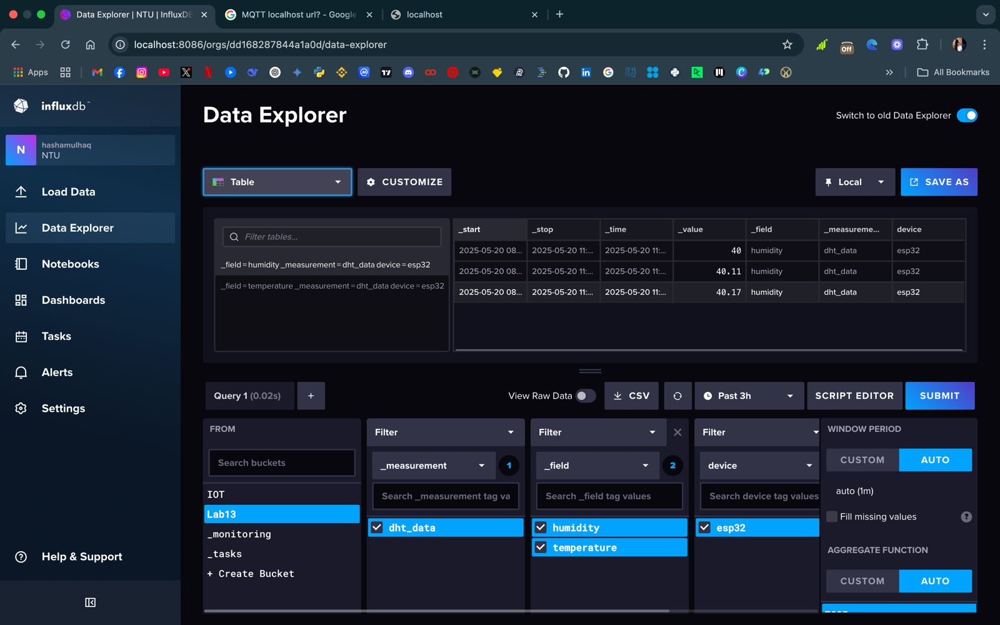 Data Explorer | NTU | InfluxDB
MQTT localhost url? - Google
localhost
localhost:8086/orgs/dd168287844a1a0d/data-explorer
Off
Apps
All Bookmarks
influxdb™
N
hashamulhaq
NTU
Load Data
Data Explorer
Notebooks
Dashboards
Tasks
Alerts
Settings
Help & Support
Data Explorer
Switch to old Data Explorer
Table
CUSTOMIZE
Local
SAVE AS
Filter tables...
_field = humidity _measurement = dht_data device = esp32
_field = temperature _measurement = dht_data device = esp32
_start _stop _time _value _field _measureme... device
2025-05-20 08... 2025-05-20 11:... 2025-05-20 11:... 40 humidity dht_data esp32
2025-05-20 08... 2025-05-20 11:... 2025-05-20 11:... 40.11 humidity dht_data esp32
2025-05-20 08... 2025-05-20 11:... 2025-05-20 11:... 40.17 humidity dht_data esp32
Query 1 (0.02s)
+
View Raw Data
CSV
Past 3h
SCRIPT EDITOR
SUBMIT
FROM
Search buckets
IOT
Lab13
_monitoring
_tasks
+ Create Bucket
Filter
_measurement
1
Search _measurement tag va
dht_data
Filter
_field
2
Search _field tag values
humidity
temperature
Filter
device
Search device tag values
esp32
WINDOW PERIOD
CUSTOM
AUTO
auto (1m)
Fill missing values
?
AGGREGATE FUNCTION
CUSTOM
AUTO